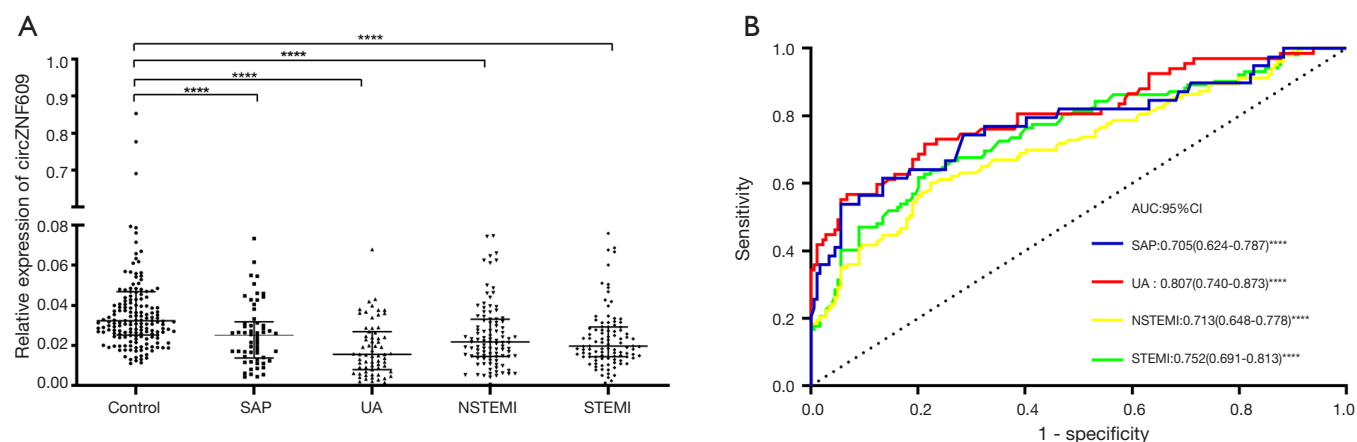 A
****
****
****
****
Relative expression of circZNF609
1.0
0.9
0.8
0.7
0.6
0.08
0.06
0.04
0.02
0.00
Control SAP UA NSTEMI STEMI
B
Sensitivity
1.0
0.8
0.6
0.4
0.2
0.0
AUC:95%CI
SAP:0.705(0.624-0.787)****
UA : 0.807(0.740-0.873)****
NSTEMI:0.713(0.648-0.778)****
STEMI:0.752(0.691-0.813)****
0.0 0.2 0.4 0.6 0.8 1.0
1 - specificity